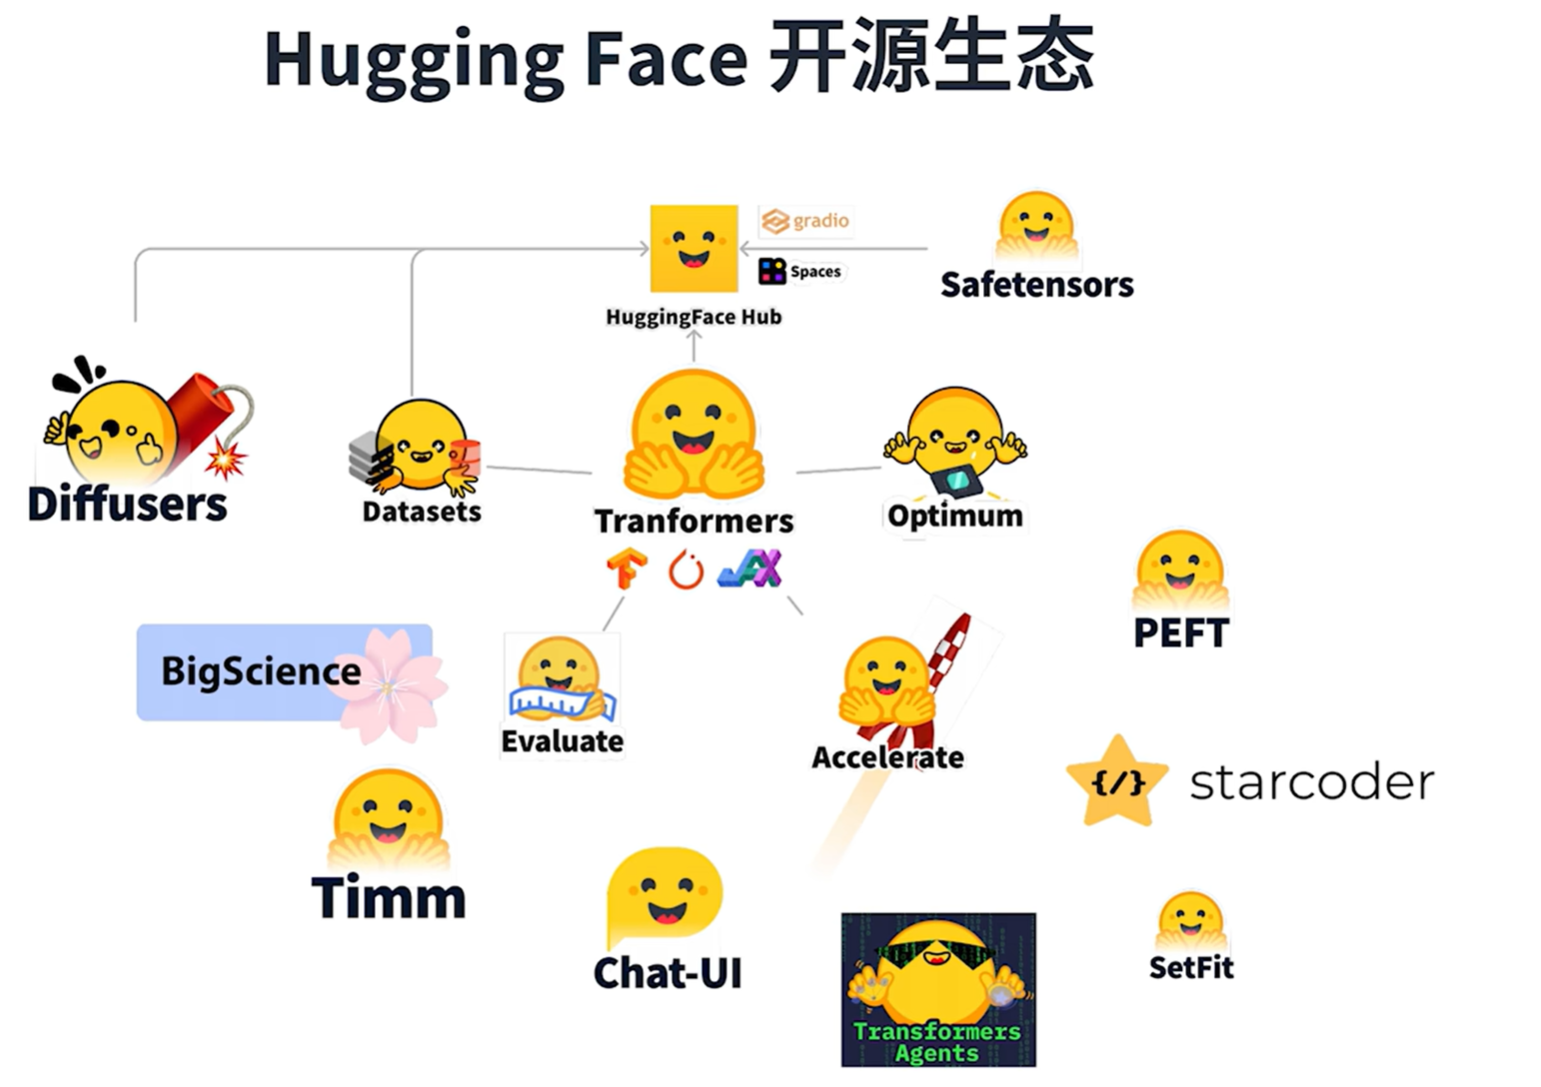 Hugging Face 开源生态
gradio
Spaces
Safetensors
HuggingFace Hub
Diffusers
Datasets
Tranformers
Optimum
JAX
PEFT
BigScience
Evaluate
Accelerate
{/} starcoder
Timm
Chat-UI
Transformers
Agents
SetFit